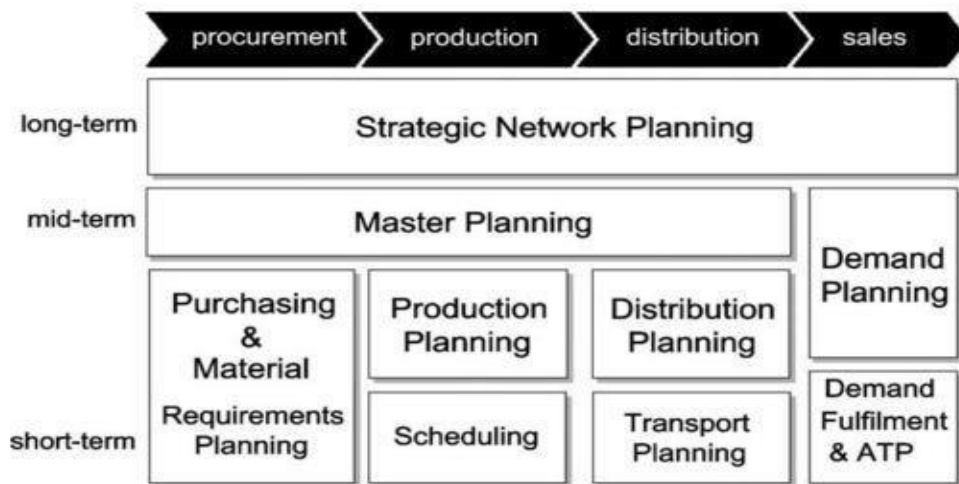 procurement
production
distribution
sales
long-term
Strategic Network Planning
mid-term
Master Planning
Demand
Planning
Purchasing
&
Material
Requirements
Planning
Production
Planning
Distribution
Planning
short-term
Scheduling
Transport
Planning
Demand
Fulfilment
& ATP